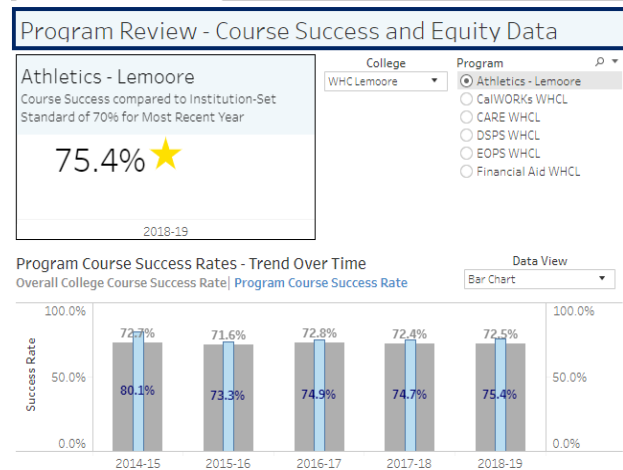 Program Review - Course Success and Equity Data
Athletics - Lemoore
Course Success compared to Institution-Set
Standard of 70% for Most Recent Year
75.4%
2018-19
College
WHC Lemoore
Program
Athletics - Lemoore
CalWORKs WHCL
CARE WHCL
DSPS WHCL
EOPS WHCL
Financial Aid WHCL
Program Course Success Rates - Trend Over Time
Overall College Course Success Rate| Program Course Success Rate
Data View
Bar Chart
Success Rate
100.0%
50.0%
0.0%
72.7% 71.6% 72.8% 72.4% 72.5%
80.1% 73.3% 74.9% 74.7% 75.4%
100.0%
50.0%
0.0%
2014-15 2015-16 2016-17 2017-18 2018-19